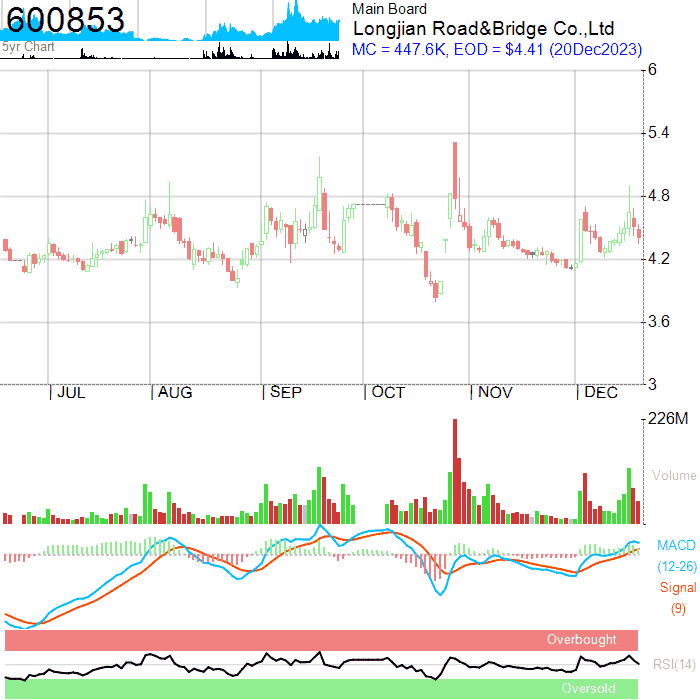 600853
5yr Chart
Main Board
Longjian Road&Bridge Co.,Ltd
MC = 447.6K, EOD = $4.41 (20Dec2023)
6
5.4
4.8
4.2
3.6
3
JUL AUG SEP OCT NOV DEC
226M
Volume
MACD
(12-26)
Signal
(9)
Overbought
RSI(14)
Oversold